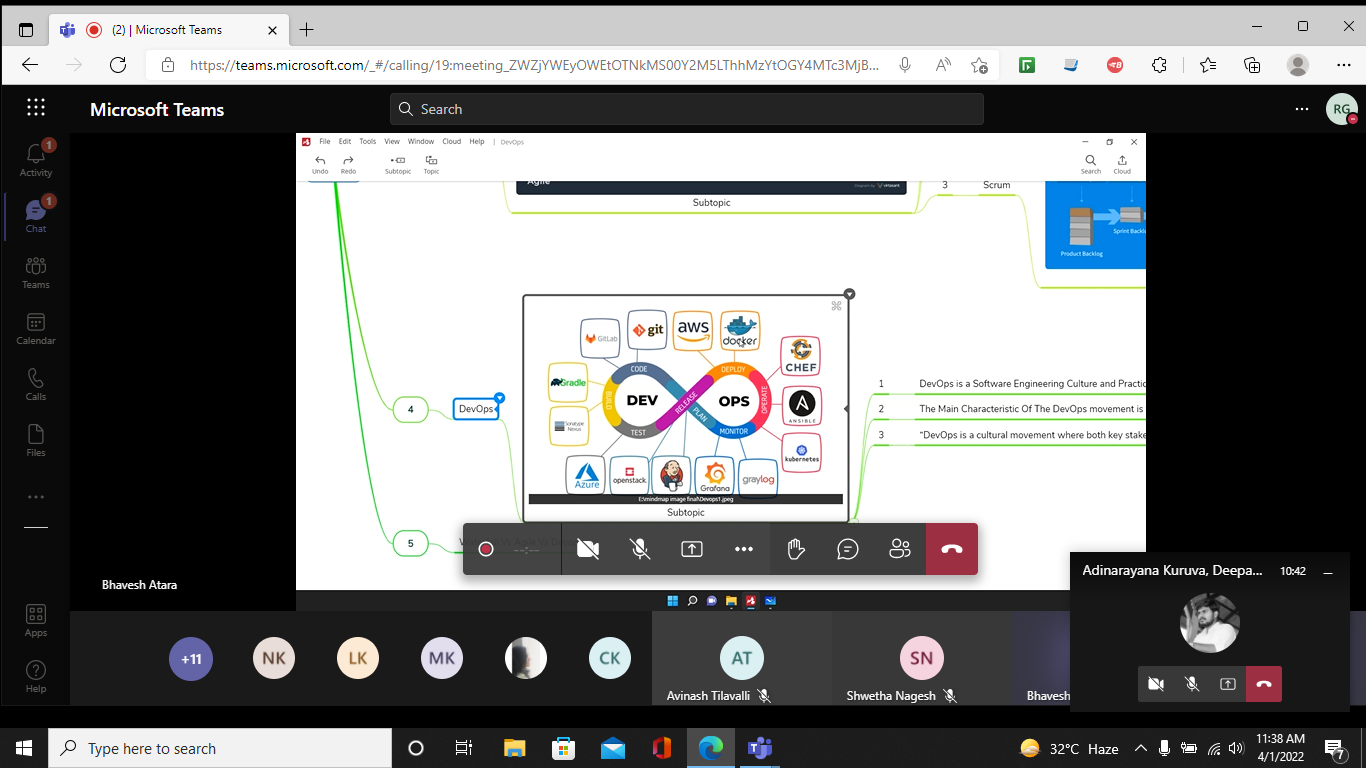 (2) | Microsoft Teams
https://teams.microsoft.com/_#/calling/19:meeting_ZWZjYWEyOWEtOTNkMS00Y2M5LThhMzYtOGY4MTc3MjB...
Microsoft Teams
Search
RG
Activity
1
Chat
1
Teams
Calendar
Calls
Files
Apps
Help
File Edit Tools View Window Cloud Help | DevOps
Undo Redo Subtopic Topic Search Cloud
Agile
Subtopic
3 Scrum
Product Backlog
Sprint Backl
GitLab
git
aws
docker
CHEF
Gradle
CODE
DEPLOY
BUILD
DEV
RELEASE
OPS
OPERATE
PLAN
TEST
MONITOR
ANSIBLE
Sonatype
Nexus
kubernetes
Azure
openstack
Grafana
graylog
E:\mindmap image final\Devops1.jpeg
Subtopic
4
DevOps
5
1 DevOps is a Software Engineering Culture and Practic
2 The Main Characteristic Of The DevOps movement is
3 "DevOps is a cultural movement where both key stake
--:--
Bhavesh Atara
Adinarayana Kuruva, Deepa... 10:42
+11
NK
LK
MK
CK
AT
Avinash Tilavalli
SN
Shwetha Nagesh
Bhavesh
Type here to search
32°C Haze
11:38 AM
4/1/2022
7